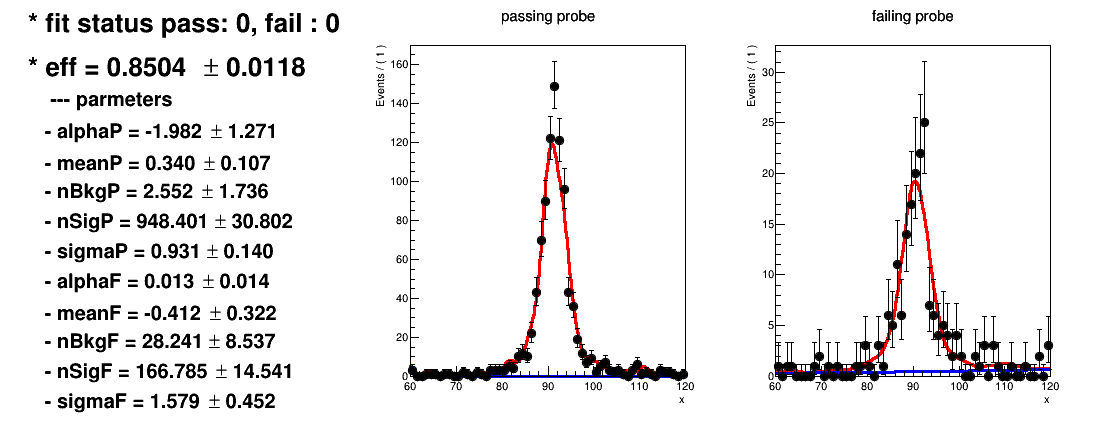 * fit status pass: 0, fail : 0
* eff = 0.8504 ± 0.0118
--- parmeters
- alphaP = -1.982 ± 1.271
- meanP = 0.340 ± 0.107
- nBkgP = 2.552 ± 1.736
- nSigP = 948.401 ± 30.802
- sigmaP = 0.931 ± 0.140
- alphaF = 0.013 ± 0.014
- meanF = -0.412 ± 0.322
- nBkgF = 28.241 ± 8.537
- nSigF = 166.785 ± 14.541
- sigmaF = 1.579 ± 0.452
passing probe
Events / ( 1 )
160
140
120
100
80
60
40
20
0
60 70 80 90 100 110 120
x
failing probe
Events / ( 1 )
30
25
20
15
10
5
0
60 70 80 90 100 110 120
x